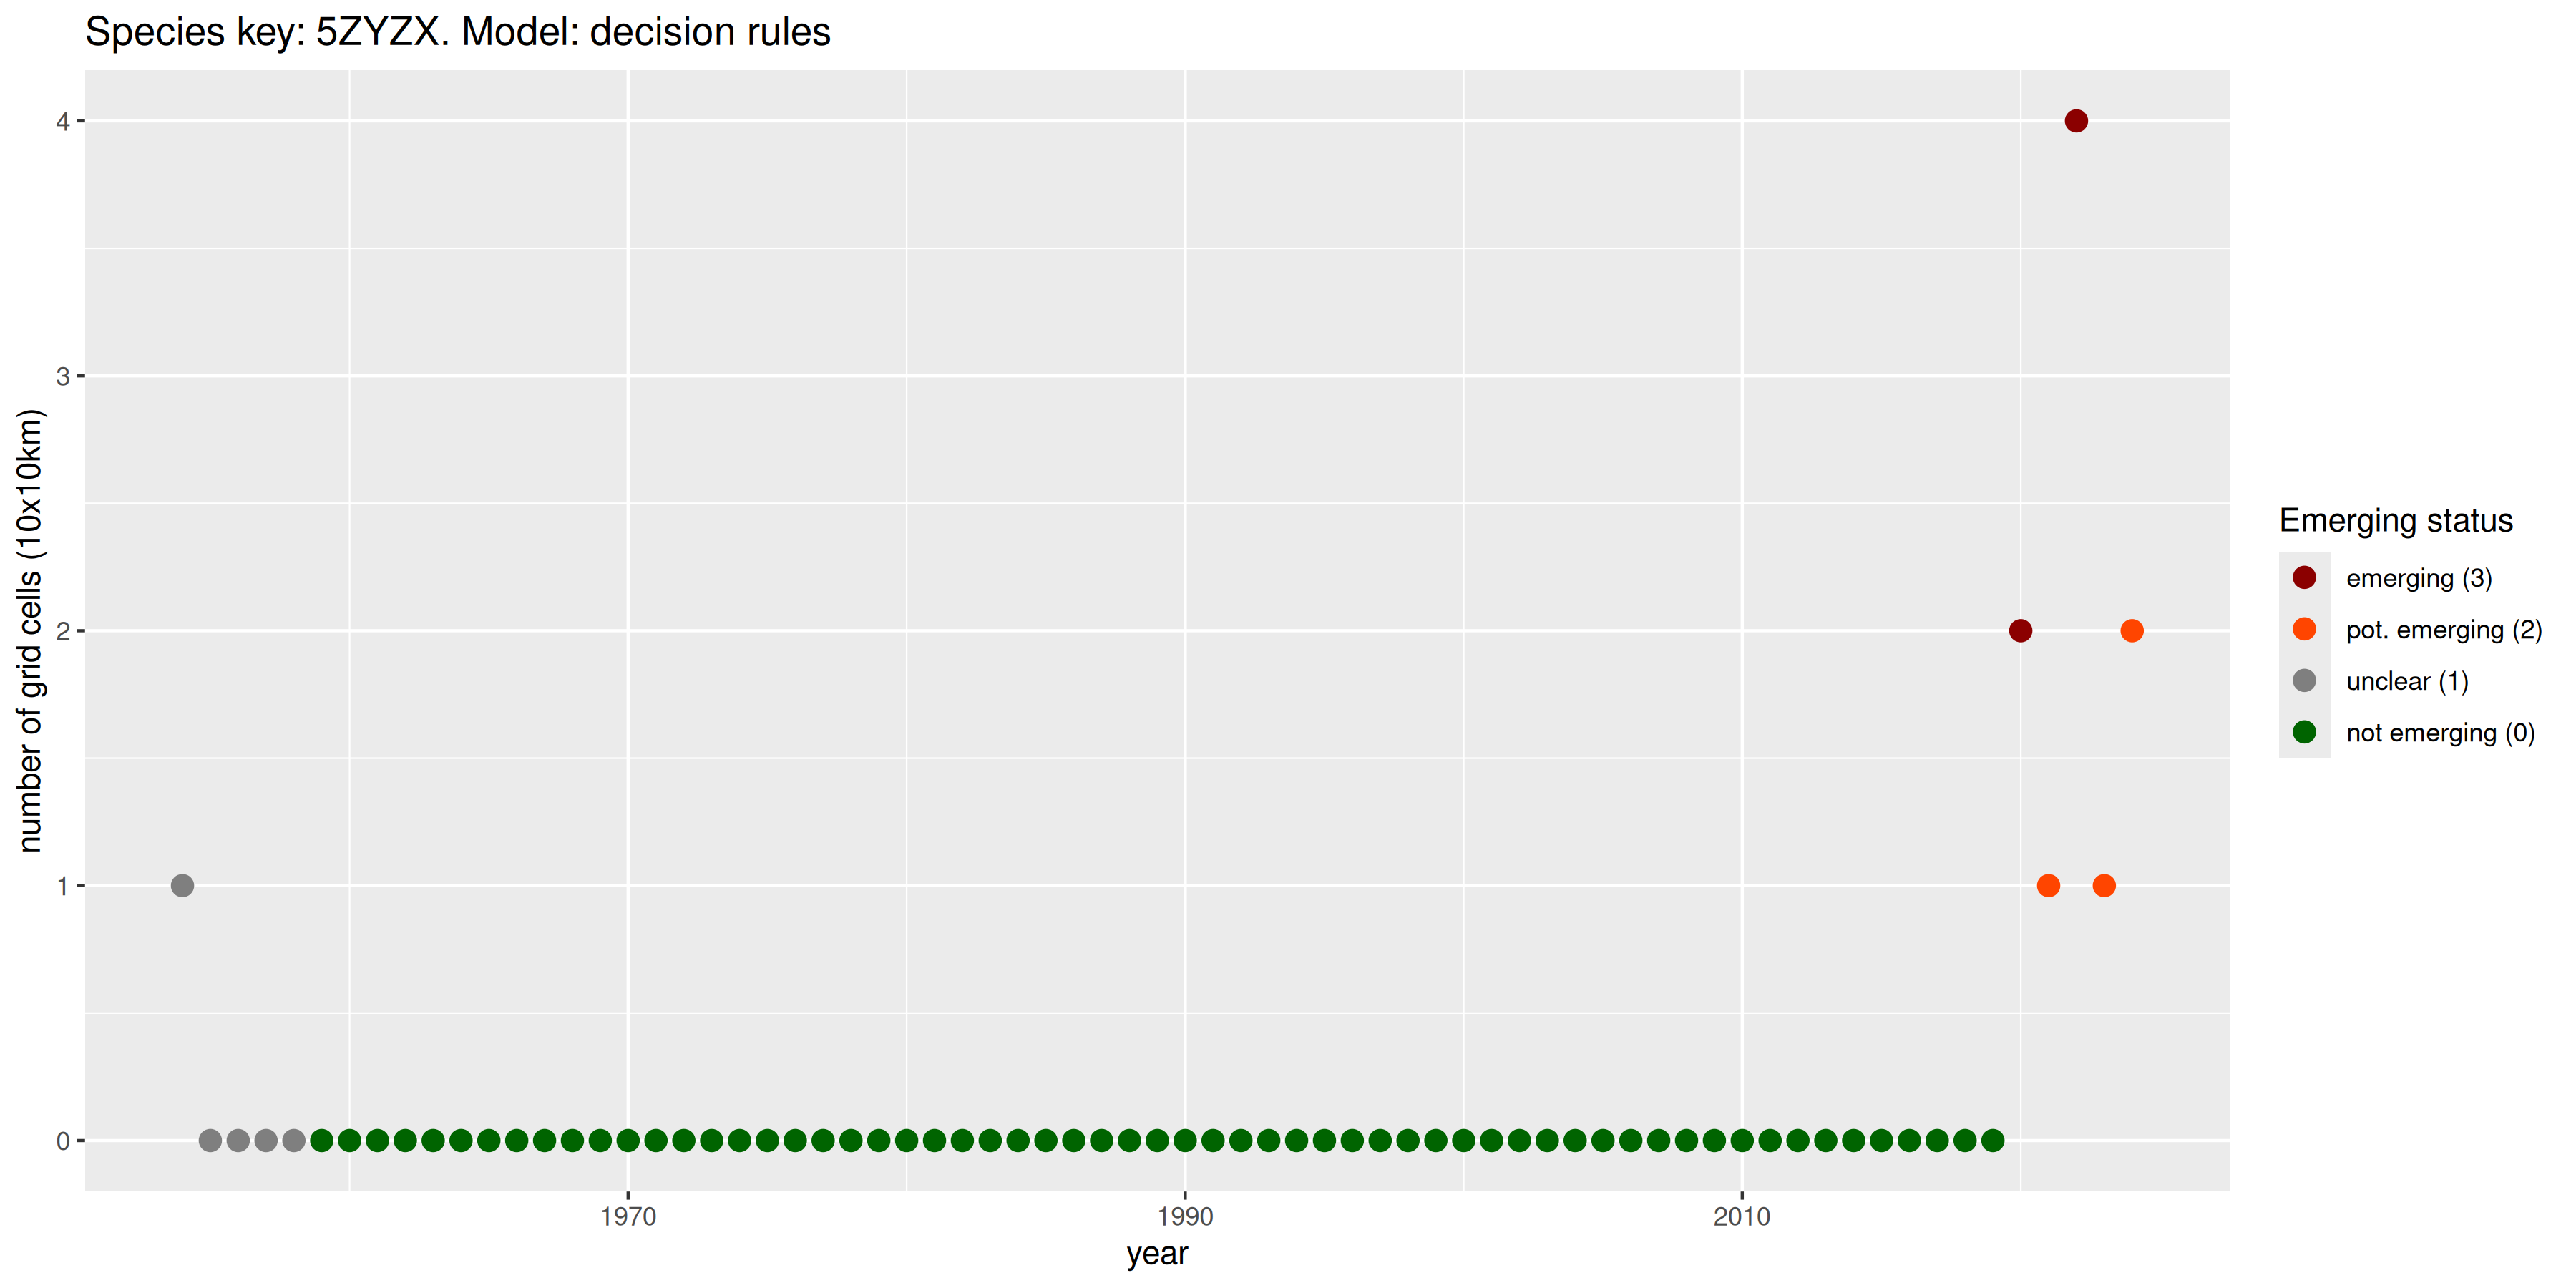 Species key: 5ZYZX. Model: decision rules
4
3
2
1
0
number of grid cells (10x10km)
1970
1990
2010
year
Emerging status
emerging (3)
pot. emerging (2)
unclear (1)
not emerging (0)